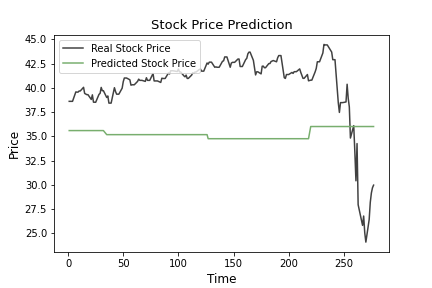 Stock Price Prediction
Real Stock Price
Predicted Stock Price
45.0
42.5
40.0
37.5
35.0
32.5
30.0
27.5
25.0
Price
0 50 100 150 200 250
Time